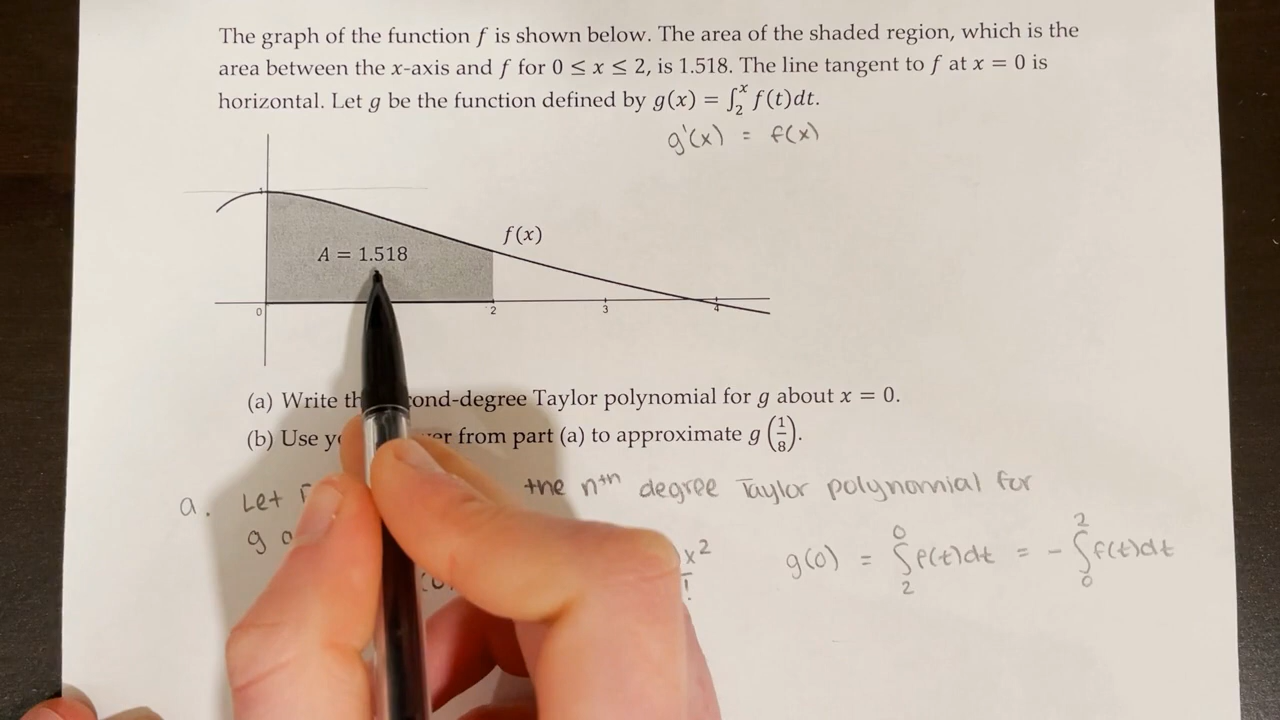 The graph of the function f is shown below. The area of the shaded region, which is the
area between the x-axis and f for 0 ≤ x ≤ 2, is 1.518. The line tangent to f at x = 0 is
horizontal. Let g be the function defined by g(x) = ∫₂ˣ f(t)dt.
g'(x) = f(x)
1
f(x)
A = 1.518
0 2 3 4
(a) Write th ond-degree Taylor polynomial for g about x = 0.
(b) Use y er from part (a) to approximate g(1/8).
a. Let the nᵗʰ degree Taylor polynomial for
g x² g(0) = ∫₂⁰ f(t)dt = - ∫₀² f(t)dt
!